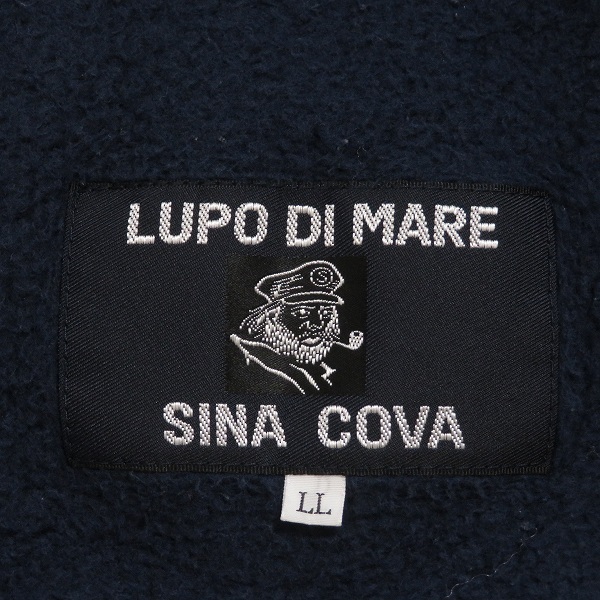 LUPO DI MARE
S
SINA COVA
LL